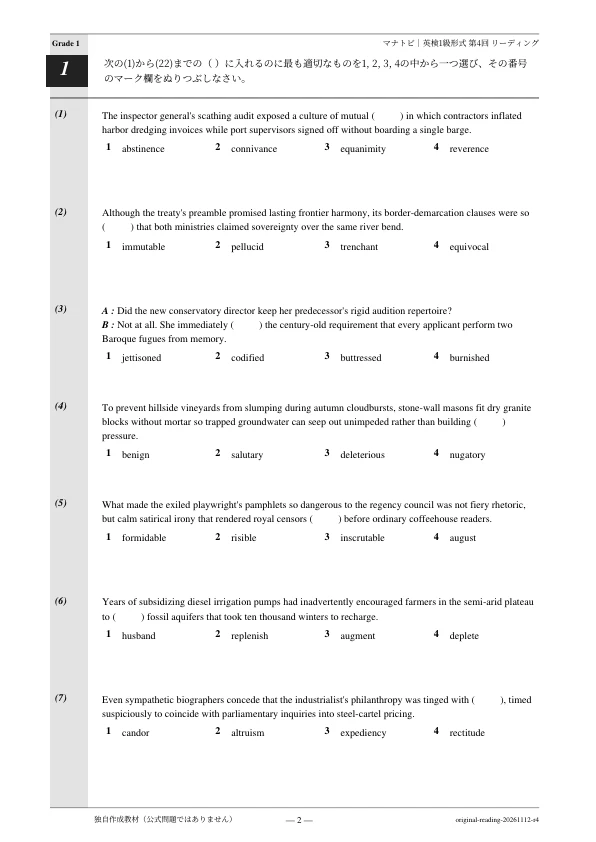 Grade 1
マナトビ｜英検1級形式 第4回 リーディング
1
次の(1)から(22)までの（ ）に入れるのに最も適切なものを1, 2, 3, 4の中から一つ選び、その番号
のマーク欄をぬりつぶしなさい。
(1)
The inspector general's scathing audit exposed a culture of mutual (　　) in which contractors inflated
harbor dredging invoices while port supervisors signed off without boarding a single barge.
1 abstinence 2 connivance 3 equanimity 4 reverence
(2)
Although the treaty's preamble promised lasting frontier harmony, its border-demarcation clauses were so
(　　) that both ministries claimed sovereignty over the same river bend.
1 immutable 2 pellucid 3 trenchant 4 equivocal
(3)
A : Did the new conservatory director keep her predecessor's rigid audition repertoire?
B : Not at all. She immediately (　　) the century-old requirement that every applicant perform two
Baroque fugues from memory.
1 jettisoned 2 codified 3 buttressed 4 burnished
(4)
To prevent hillside vineyards from slumping during autumn cloudbursts, stone-wall masons fit dry granite
blocks without mortar so trapped groundwater can seep out unimpeded rather than building (　　)
pressure.
1 benign 2 salutary 3 deleterious 4 nugatory
(5)
What made the exiled playwright's pamphlets so dangerous to the regency council was not fiery rhetoric,
but calm satirical irony that rendered royal censors (　　) before ordinary coffeehouse readers.
1 formidable 2 risible 3 inscrutable 4 august
(6)
Years of subsidizing diesel irrigation pumps had inadvertently encouraged farmers in the semi-arid plateau
to (　　) fossil aquifers that took ten thousand winters to recharge.
1 husband 2 replenish 3 augment 4 deplete
(7)
Even sympathetic biographers concede that the industrialist's philanthropy was tinged with (　　), timed
suspiciously to coincide with parliamentary inquiries into steel-cartel pricing.
1 candor 2 altruism 3 expediency 4 rectitude
独自作成教材（公式問題ではありません）
— 2 —
original-reading-20261112-r4